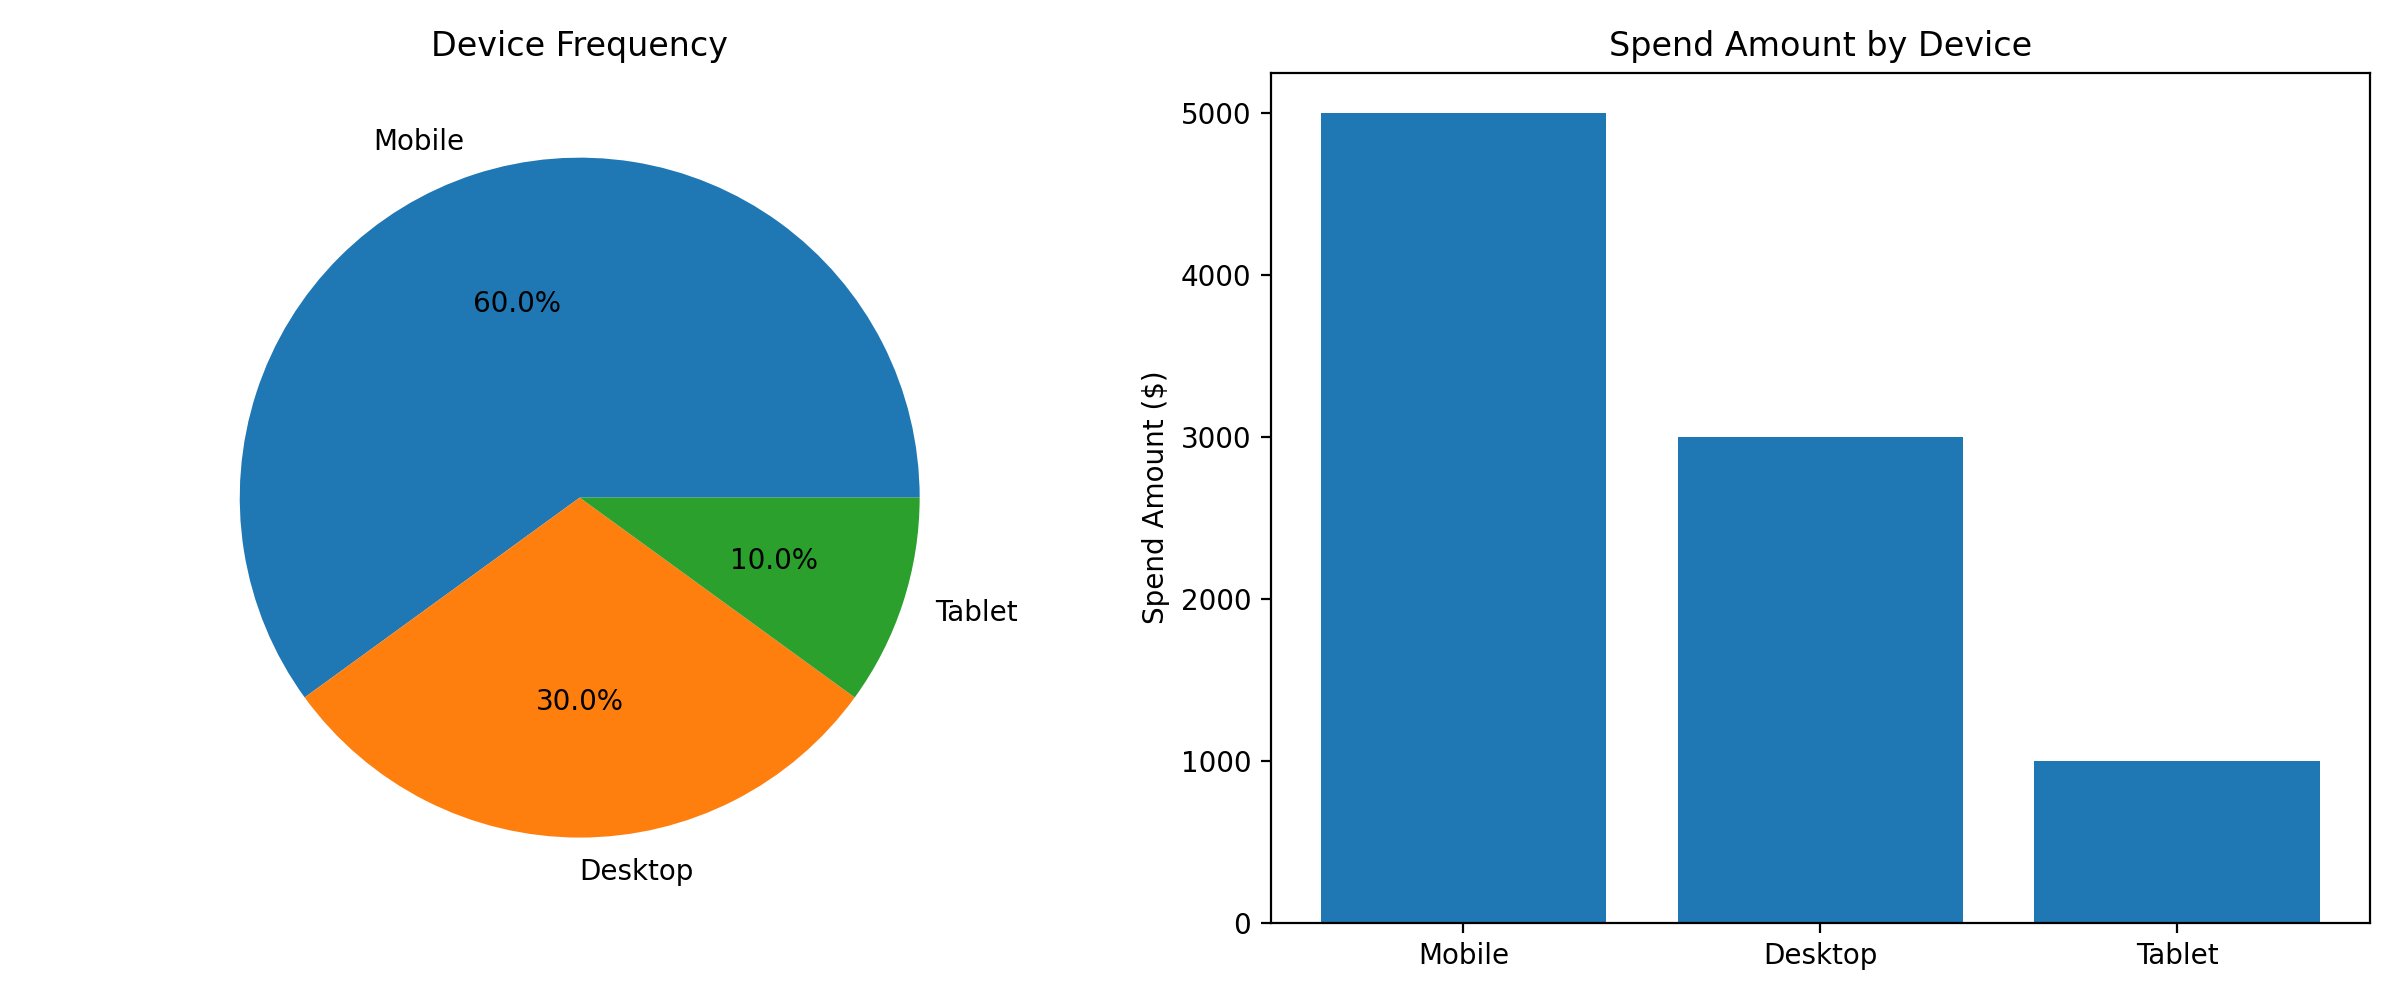 Device Frequency
Mobile
60.0%
10.0%
Tablet
30.0%
Desktop
Spend Amount by Device
Spend Amount ($)
5000
4000
3000
2000
1000
0
Mobile Desktop Tablet